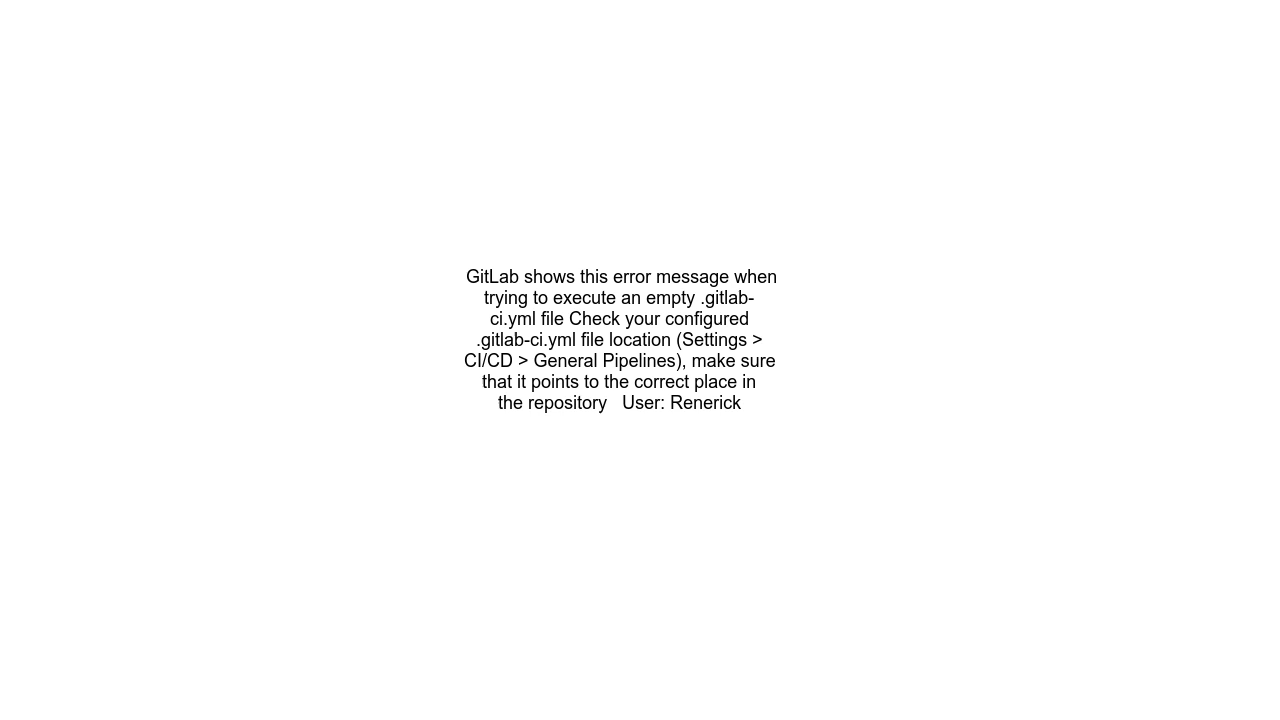 GitLab shows this error message when
trying to execute an empty .gitlab-
ci.yml file Check your configured
.gitlab-ci.yml file location (Settings >
CI/CD > General Pipelines), make sure
that it points to the correct place in
the repository   User: Renerick